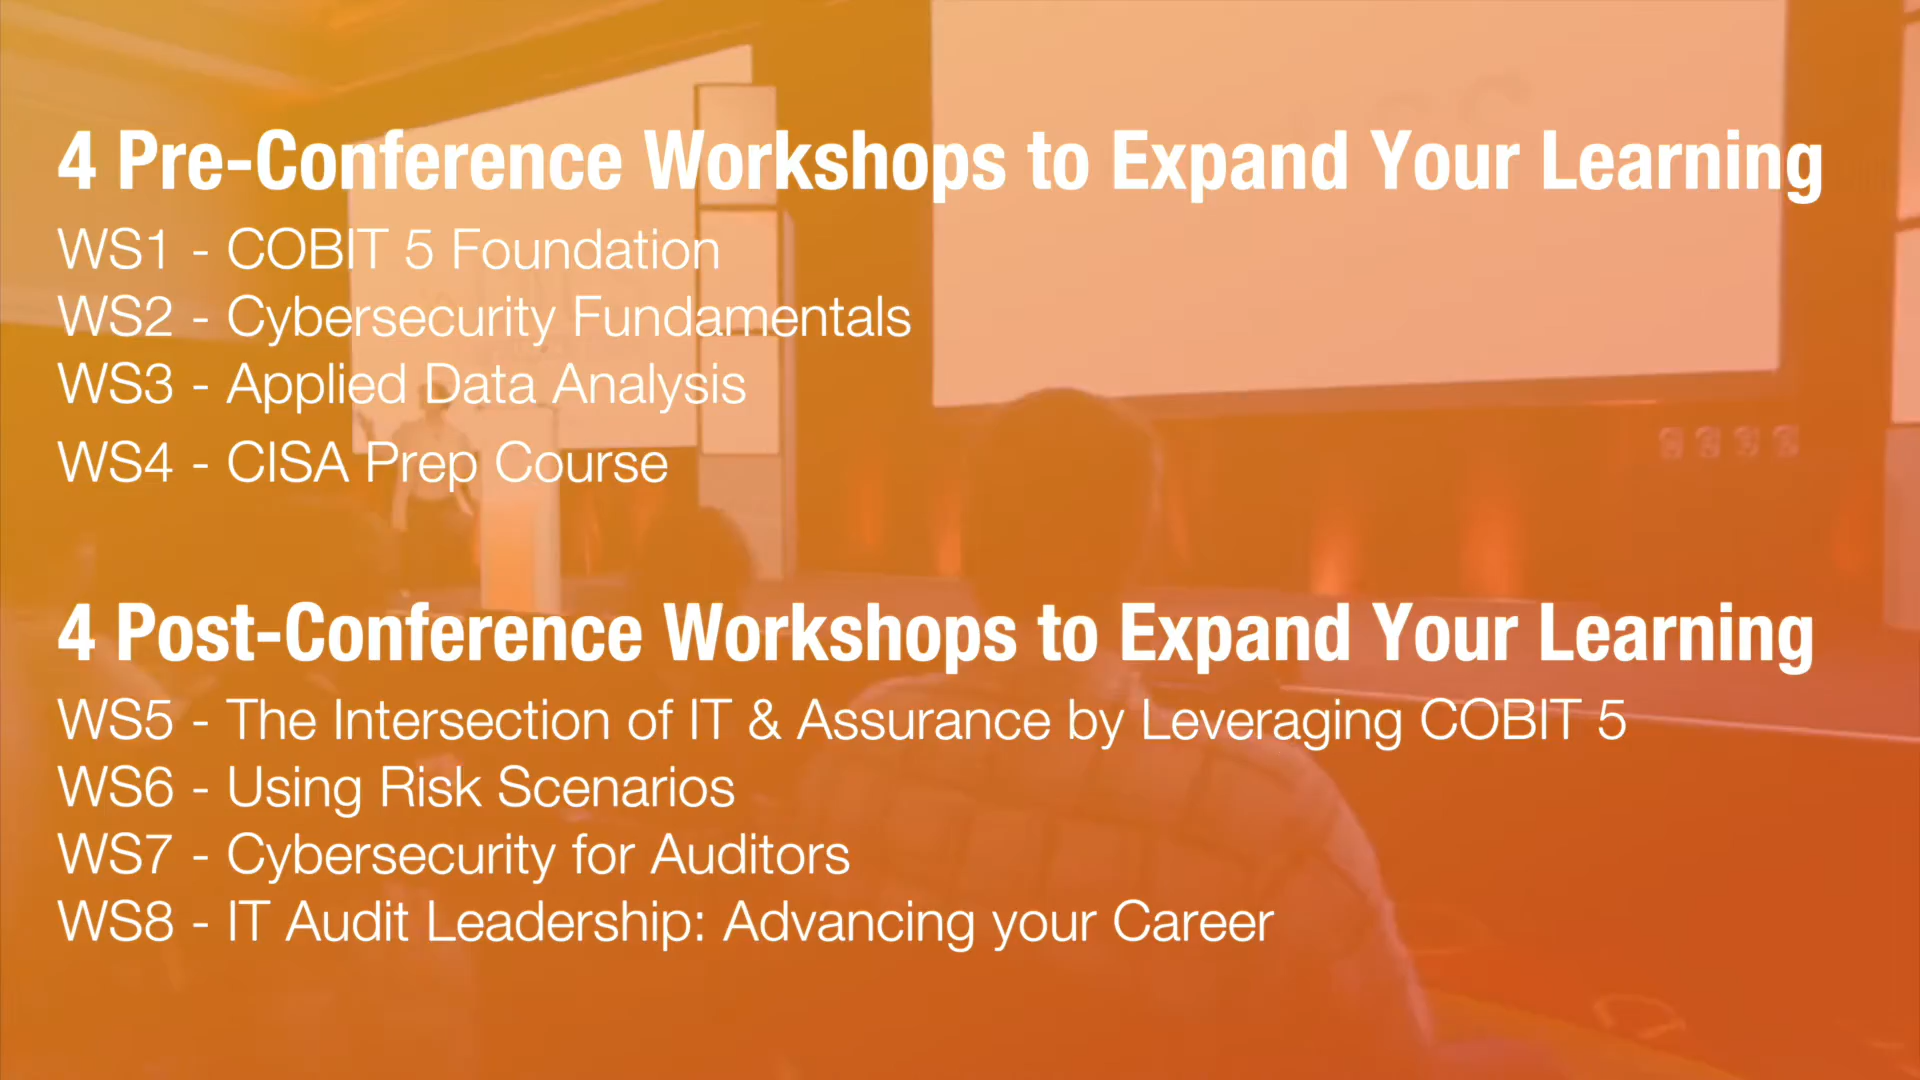 4 Pre-Conference Workshops to Expand Your Learning
WS1 - COBIT 5 Foundation
WS2 - Cybersecurity Fundamentals
WS3 - Applied Data Analysis
WS4 - CISA Prep Course
4 Post-Conference Workshops to Expand Your Learning
WS5 - The Intersection of IT & Assurance by Leveraging COBIT 5
WS6 - Using Risk Scenarios
WS7 - Cybersecurity for Auditors
WS8 - IT Audit Leadership: Advancing your Career